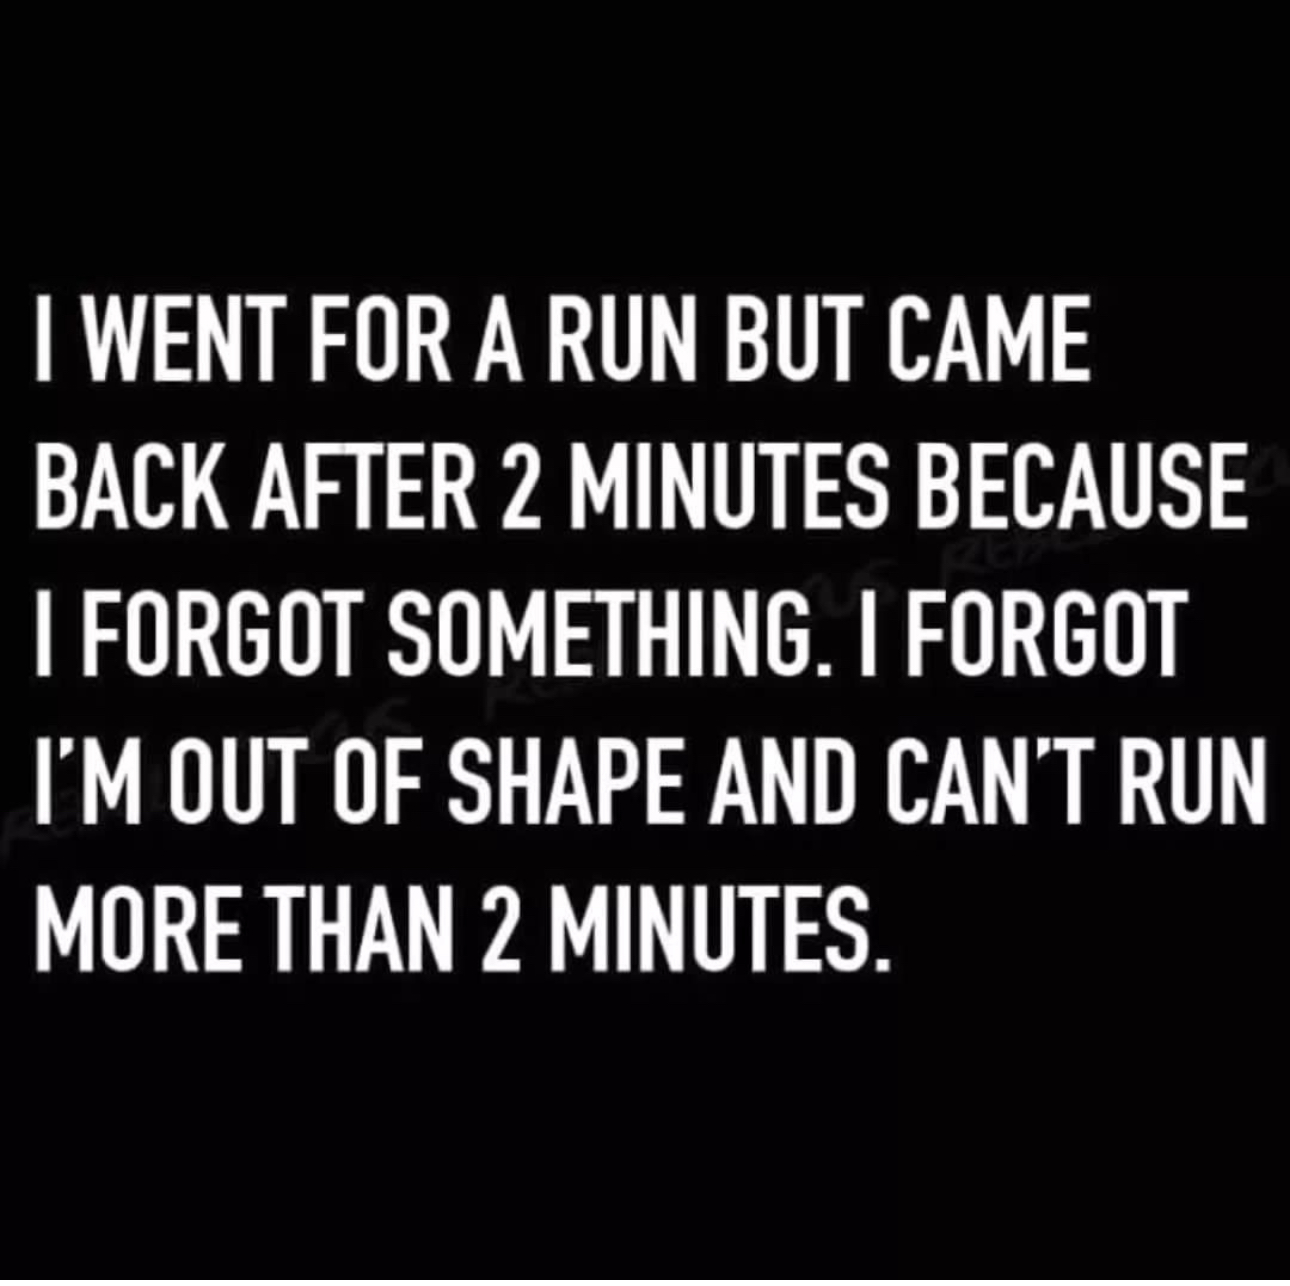 I WENT FOR A RUN BUT CAME
BACK AFTER 2 MINUTES BECAUSE
I FORGOT SOMETHING. I FORGOT
I'M OUT OF SHAPE AND CAN'T RUN
MORE THAN 2 MINUTES.